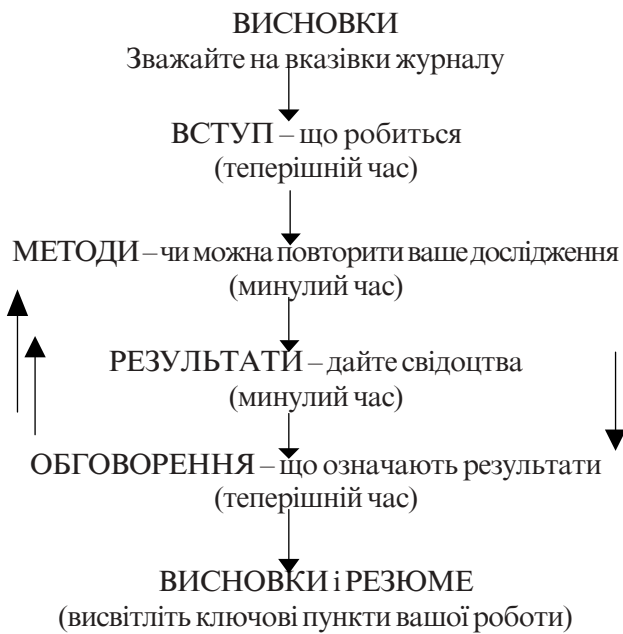 ВИСНОВКИ
Зважайте на вказівки журналу
ВСТУП – що робиться
(теперішній час)
МЕТОДИ – чи можна повторити ваше дослідження
(минулий час)
РЕЗУЛЬТАТИ – дайте свідоцтва
(минулий час)
ОБГОВОРЕННЯ – що означають результати
(теперішній час)
ВИСНОВКИ і РЕЗЮМЕ
(висвітліть ключові пункти вашої роботи)